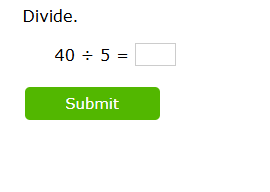 Divide.
40 ÷ 5 =
Submit